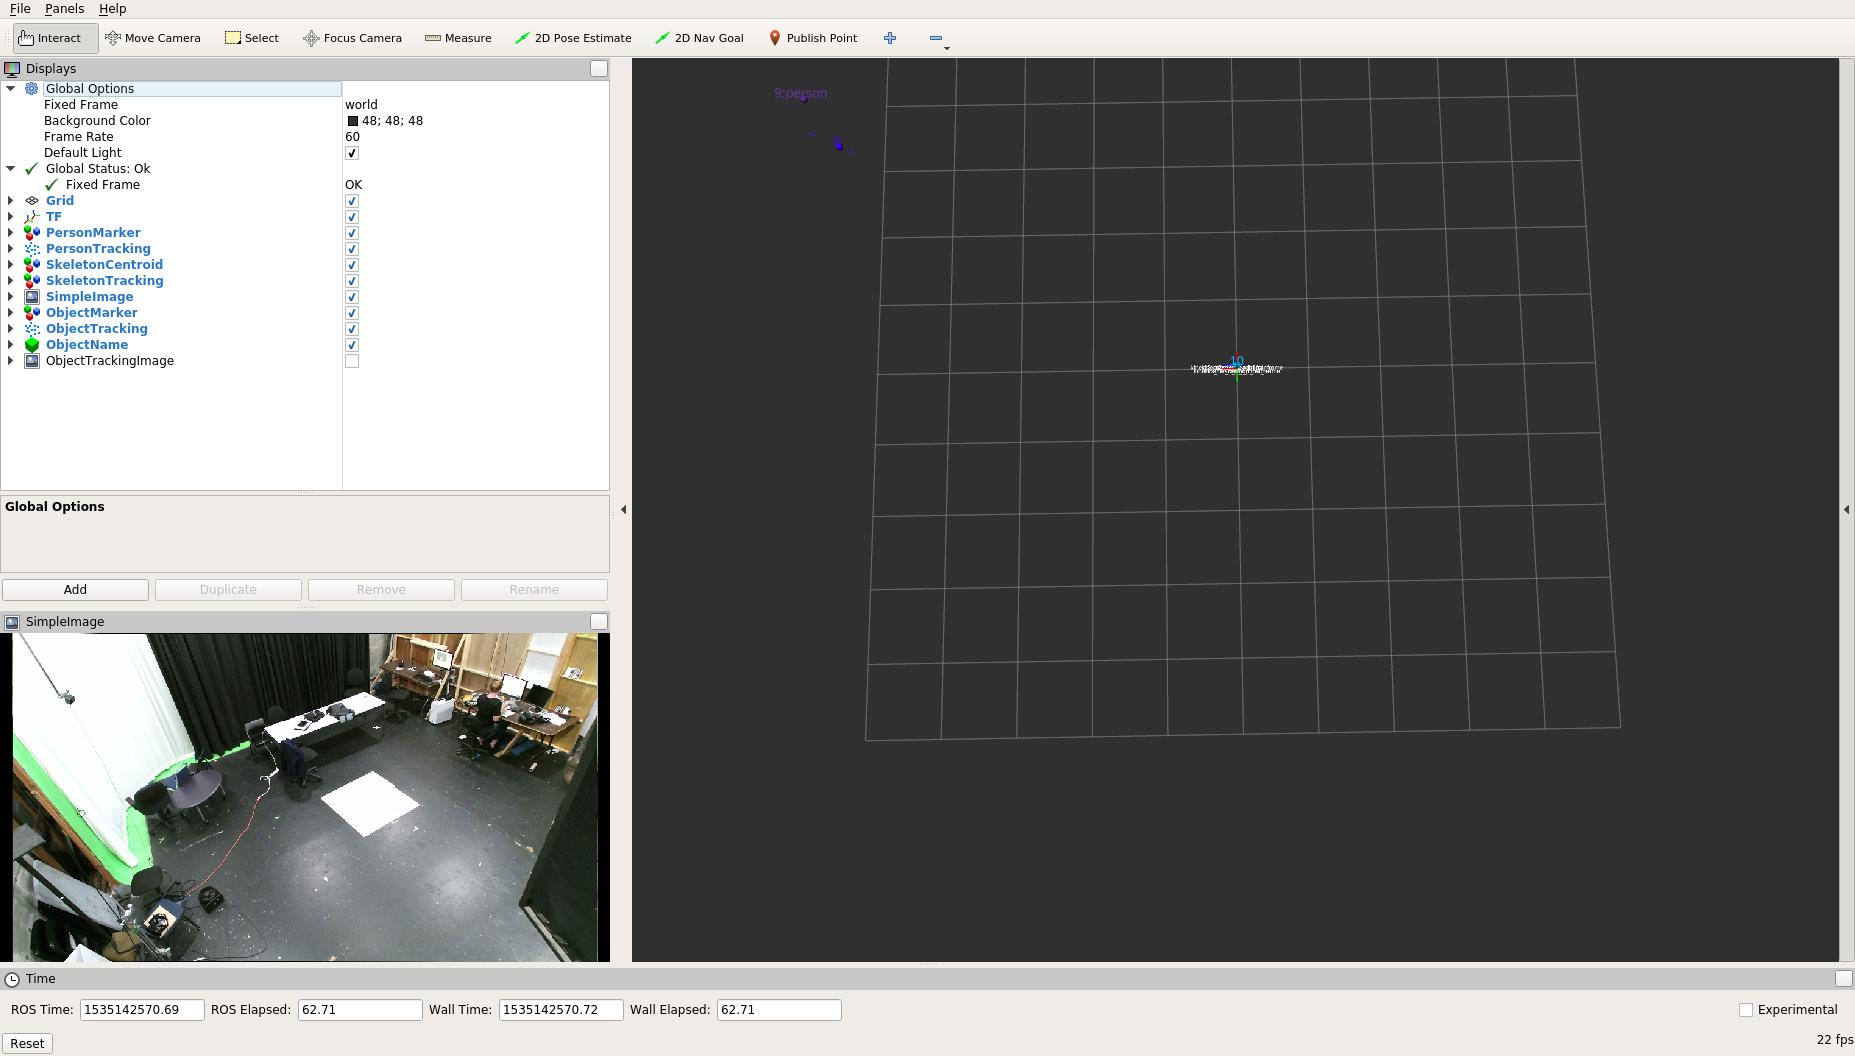 File Panels Help
Interact Move Camera Select Focus Camera Measure 2D Pose Estimate 2D Nav Goal Publish Point
Displays
Global Options
Fixed Frame world
Background Color 48; 48; 48
Frame Rate 60
Default Light
Global Status: Ok
Fixed Frame OK
Grid
TF
PersonMarker
PersonTracking
SkeletonCentroid
SkeletonTracking
SimpleImage
ObjectMarker
ObjectTracking
ObjectName
ObjectTrackingImage
Global Options
Add Duplicate Remove Rename
SimpleImage
9:person
10
Time
ROS Time: 1535142570.69 ROS Elapsed: 62.71 Wall Time: 1535142570.72 Wall Elapsed: 62.71 Experimental
Reset 22 fps